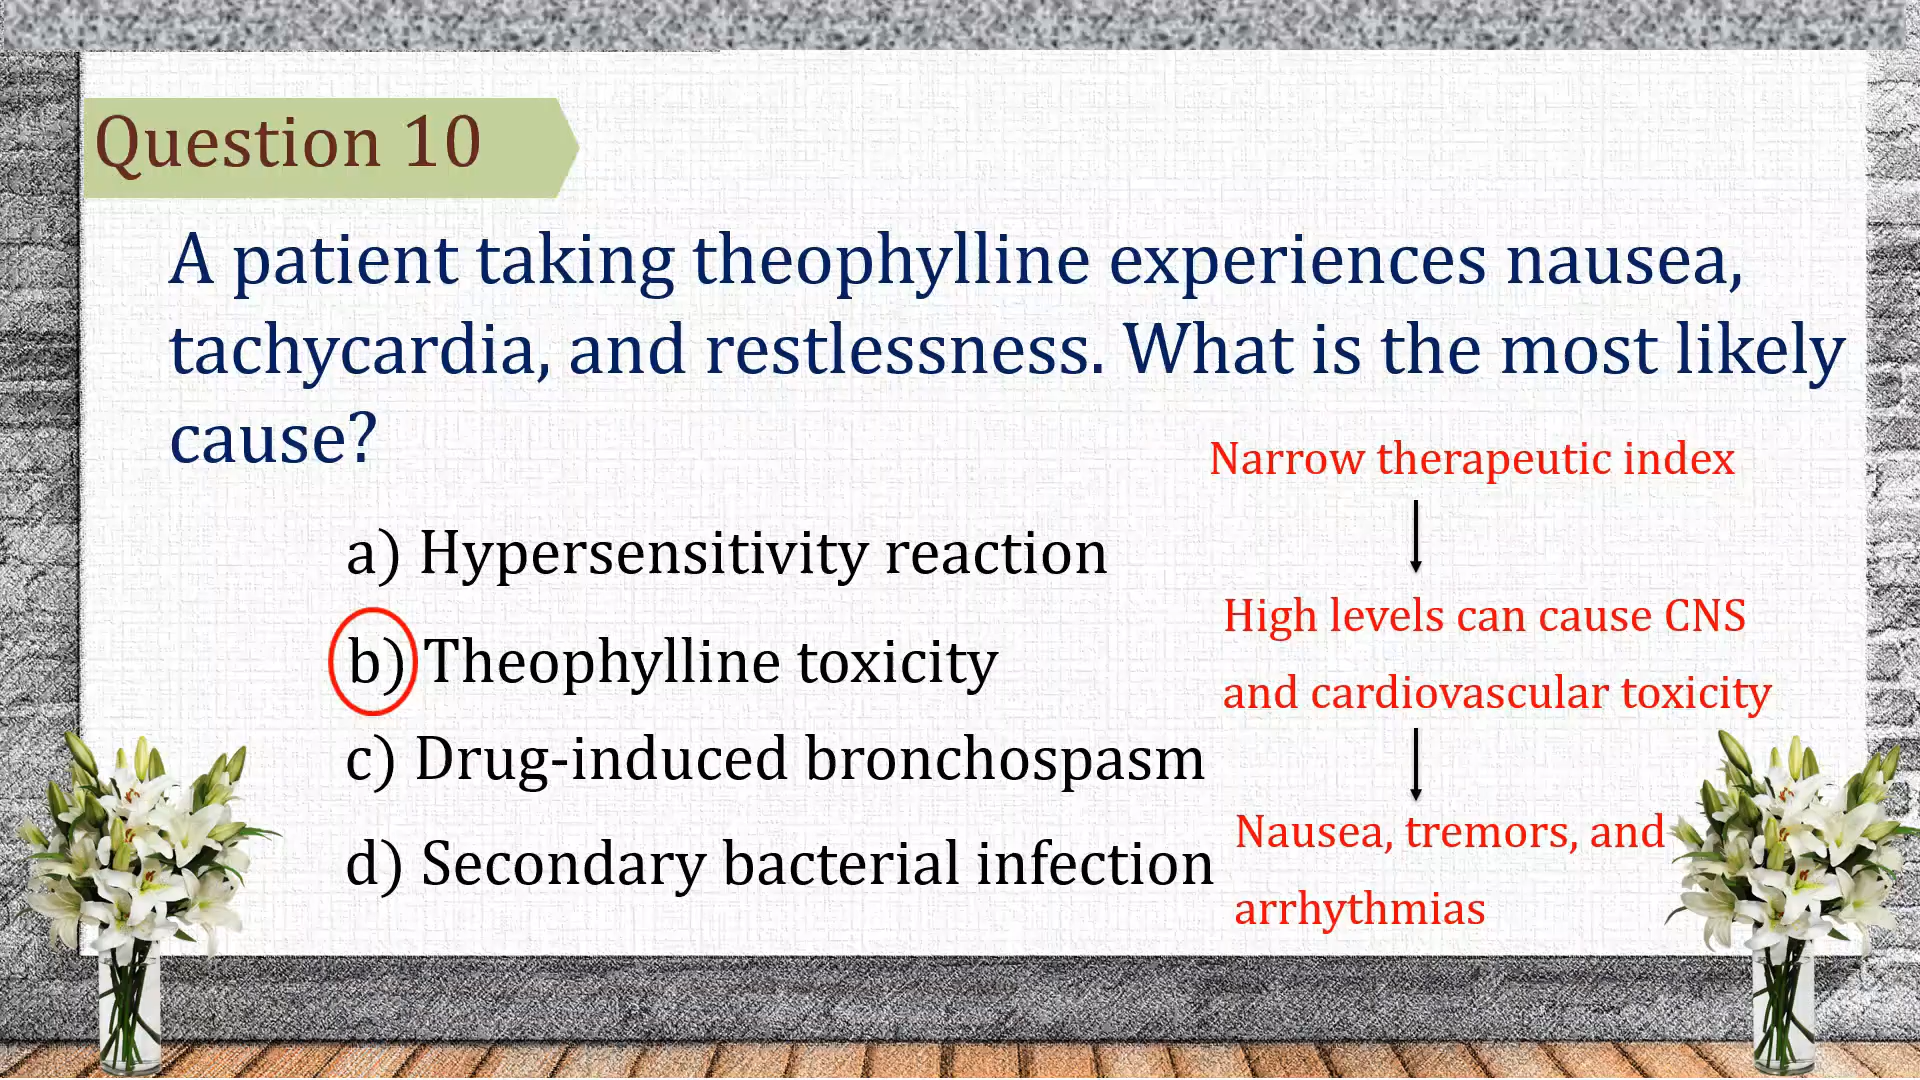 Question 10
A patient taking theophylline experiences nausea,
tachycardia, and restlessness. What is the most likely
cause?
a) Hypersensitivity reaction
b) Theophylline toxicity
c) Drug-induced bronchospasm
d) Secondary bacterial infection
Narrow therapeutic index
High levels can cause CNS
and cardiovascular toxicity
Nausea, tremors, and
arrhythmias